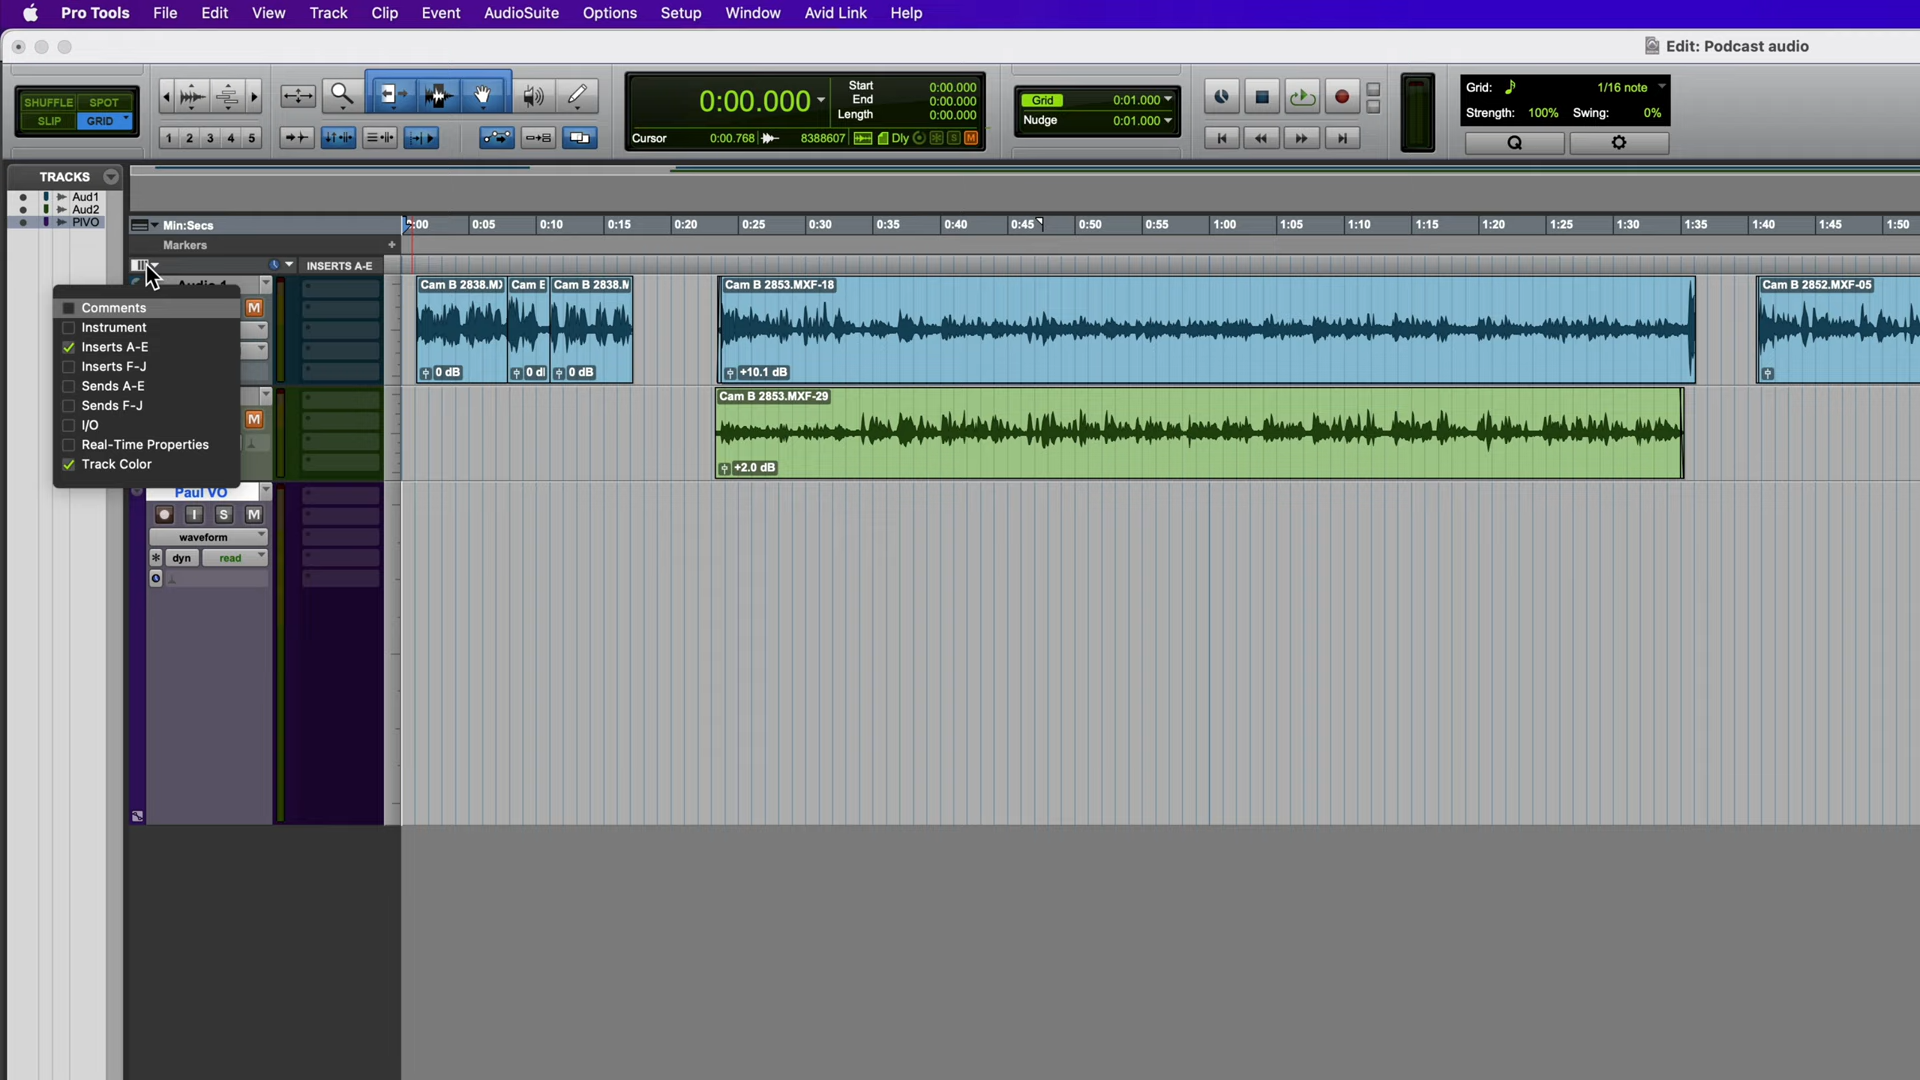 Pro Tools File Edit View Track Clip Event AudioSuite Options Setup Window Avid Link Help
Edit: Podcast audio
SHUFFLE SPOT
SLIP GRID
1 2 3 4 5
0:00.000
Start 0:00.000
End 0:00.000
Length 0:00.000
Cursor 0:00.768 8388607 Dly S M
Grid 0:01.000
Nudge 0:01.000
Grid: 1/16 note
Strength: 100% Swing: 0%
Q
TRACKS
Aud1
Aud2
PlVO
Min:Secs
0:00 0:05 0:10 0:15 0:20 0:25 0:30 0:35 0:40 0:45 0:50 0:55 1:00 1:05 1:10 1:15 1:20 1:25 1:30 1:35 1:40 1:45 1:50
Markers
INSERTS A-E
Comments
Instrument
Inserts A-E
Inserts F-J
Sends A-E
Sends F-J
I/O
Real-Time Properties
Track Color
M
M
Cam B 2838.M
Cam B
Cam B 2838.M
Cam B 2853.MXF-18
Cam B 2852.MXF-05
0 dB
0 d
0 dB
+10.1 dB
Cam B 2853.MXF-29
+2.0 dB
Paul VO
I S M
waveform
dyn read